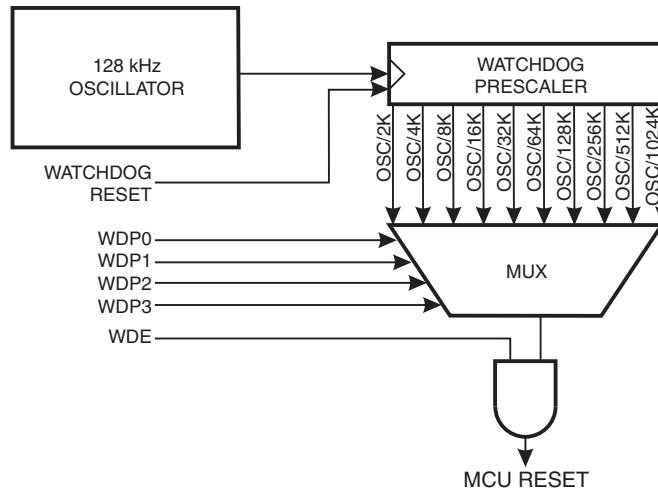 128 kHz
OSCILLATOR
WATCHDOG
PRESCALER
OSC/2K
OSC/4K
OSC/8K
OSC/16K
OSC/32K
OSC/64K
OSC/128K
OSC/256K
OSC/512K
OSC/1024K
WATCHDOG
RESET
WDP0
WDP1
WDP2
WDP3
WDE
MUX
MCU RESET